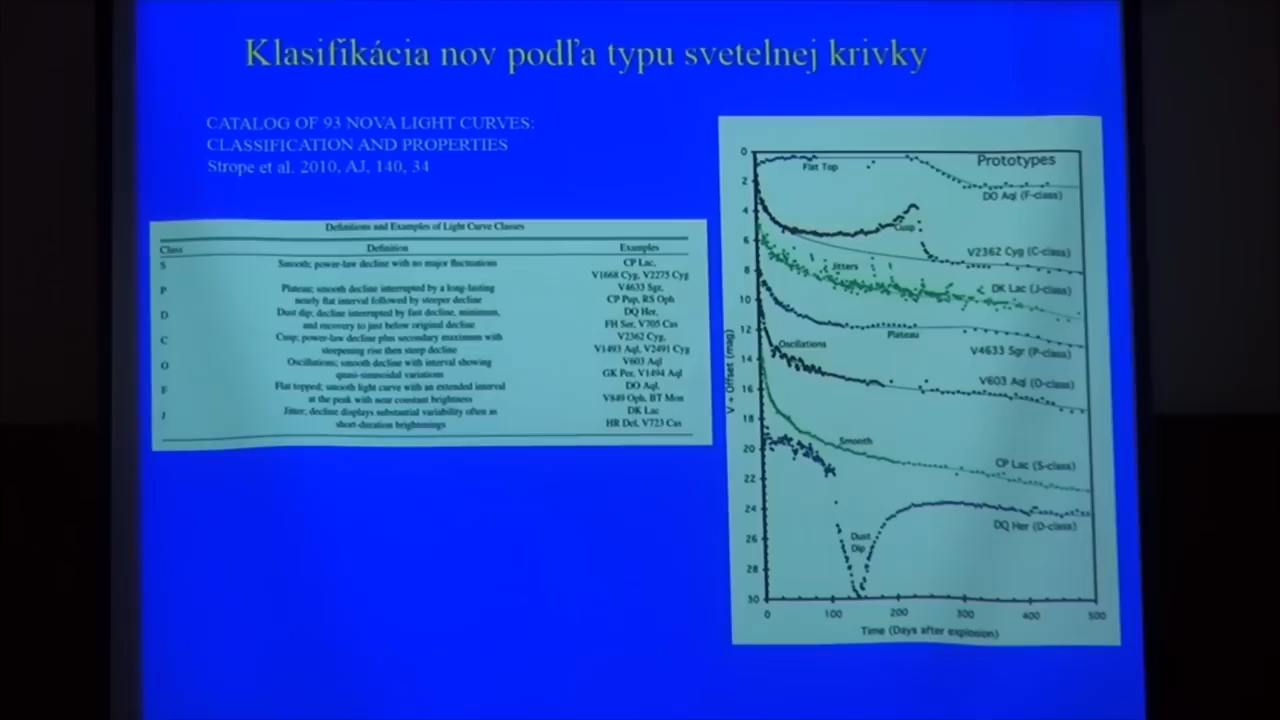 Klasifikácia nov podľa typu svetelnej krivky
CATALOG OF 93 NOVA LIGHT CURVES:
CLASSIFICATION AND PROPERTIES
Strope et al. 2010, AJ, 140, 34
Definitions and Examples of Light Curve Classes
Class Definition Examples
S Smooth; power-law decline with no major fluctuations CP Lac,
V1668 Cyg, V2275 Cyg
P Plateau; smooth decline interrupted by a long-lasting V4633 Sgr,
nearly flat interval followed by steeper decline CP Pup, RS Oph
D Dust dip; decline interrupted by fast decline, minimum, DQ Her,
and recovery to just below original decline FH Ser, V705 Cas
C Cusp; power-law decline plus secondary maximum with V2362 Cyg,
steepening rise then steep decline V1493 Aql, V2491 Cyg
O Oscillations; smooth decline with interval showing V603 Aql
quasi-sinusoidal variations GK Per, V1494 Aql
F Flat topped; smooth light curve with an extended interval DO Aql,
at the peak with near constant brightness V849 Oph, BT Mon
J Jitter; decline displays substantial variability often as DK Lac
short-duration brightenings HR Del, V723 Cas
Prototypes
Flat Top
DO Aql (F-class)
Cusp
V2362 Cyg (C-class)
Jitters
DK Lac (J-class)
Plateau
V4633 Sgr (P-class)
Oscillations
V603 Aql (O-class)
Smooth
CP Lac (S-class)
DQ Her (D-class)
Dust
Dip
V + Offset (mag)
0
2
4
6
8
10
12
14
16
18
20
22
24
26
28
30
0 100 200 300 400 500
Time (Days after explosion)